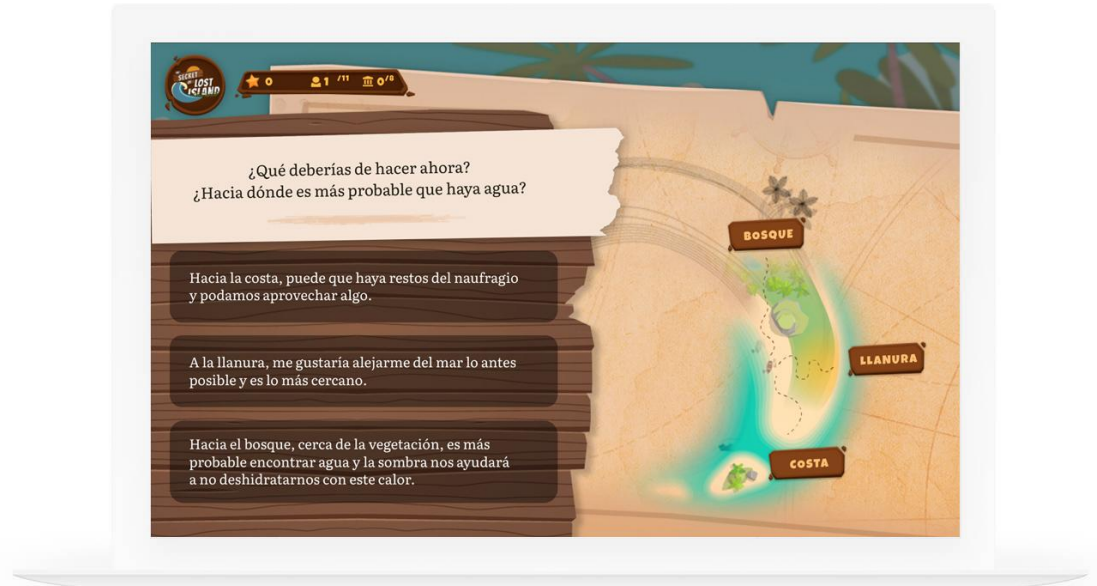 SECRET
LOST
ISLAND
0
1 /11
0/8
¿Qué deberías de hacer ahora?
¿Hacia dónde es más probable que haya agua?
Hacia la costa, puede que haya restos del naufragio
y podamos aprovechar algo.
A la llanura, me gustaría alejarme del mar lo antes
posible y es lo más cercano.
Hacia el bosque, cerca de la vegetación, es más
probable encontrar agua y la sombra nos ayudará
a no deshidratarnos con este calor.
BOSQUE
LLANURA
COSTA